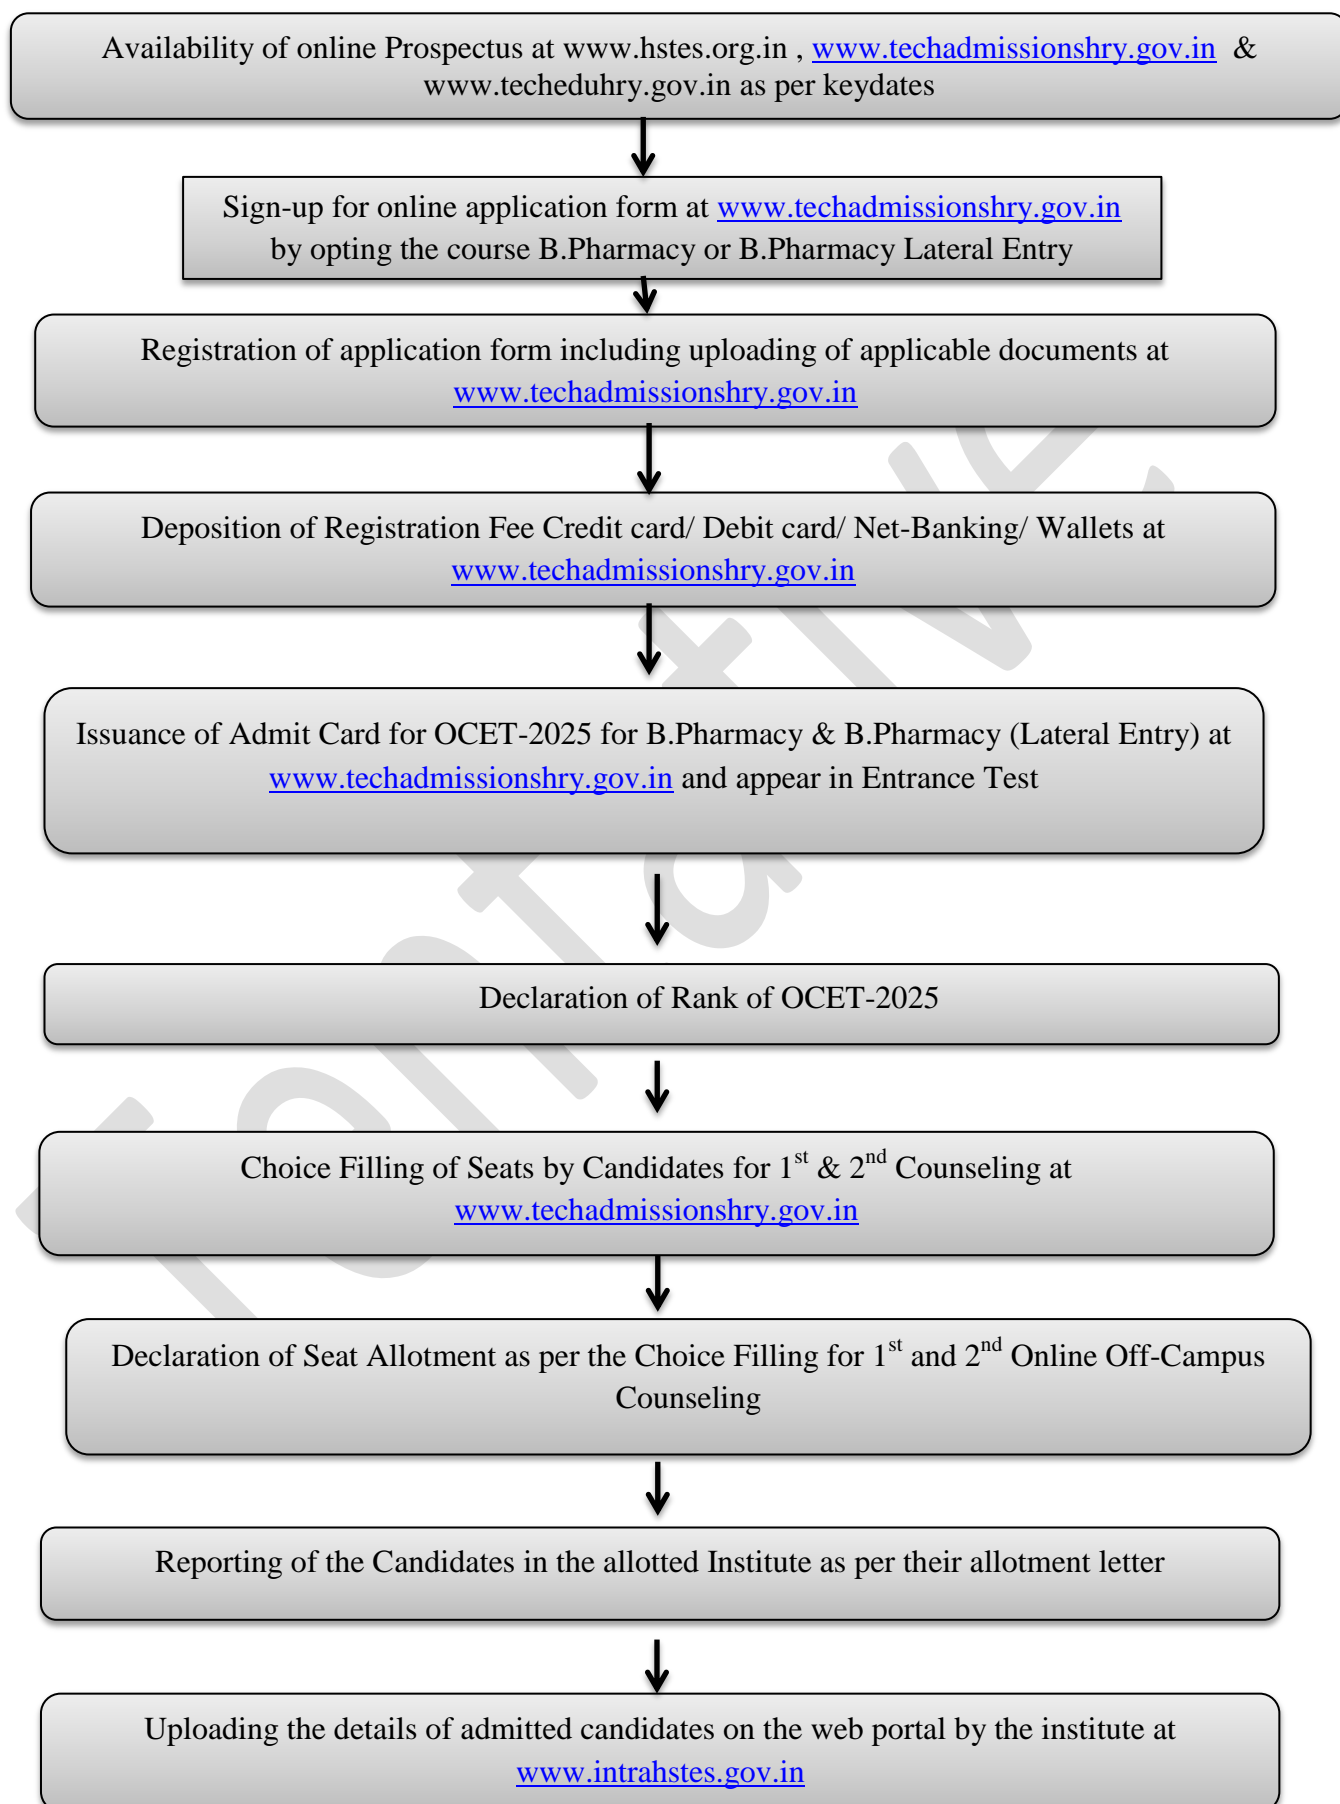 Availability of online Prospectus at www.hstes.org.in , www.techadmissionshry.gov.in &
www.techeduhry.gov.in as per keydates
Sign-up for online application form at www.techadmissionshry.gov.in
by opting the course B.Pharmacy or B.Pharmacy Lateral Entry
Registration of application form including uploading of applicable documents at
www.techadmissionshry.gov.in
Deposition of Registration Fee Credit card/ Debit card/ Net-Banking/ Wallets at
www.techadmissionshry.gov.in
Issuance of Admit Card for OCET-2025 for B.Pharmacy & B.Pharmacy (Lateral Entry) at
www.techadmissionshry.gov.in and appear in Entrance Test
Declaration of Rank of OCET-2025
Choice Filling of Seats by Candidates for 1st & 2nd Counseling at
www.techadmissionshry.gov.in
Declaration of Seat Allotment as per the Choice Filling for 1st and 2nd Online Off-Campus
Counseling
Reporting of the Candidates in the allotted Institute as per their allotment letter
Uploading the details of admitted candidates on the web portal by the institute at
www.intrahstes.gov.in
Tentative